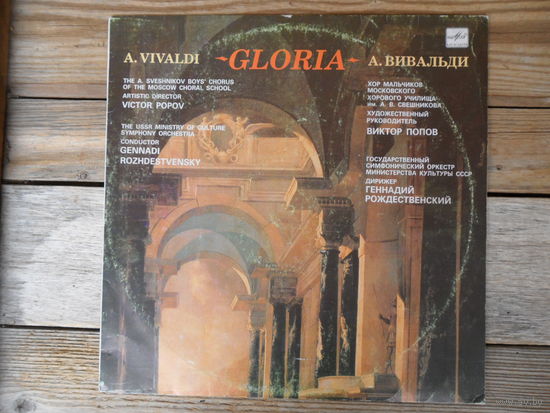 A. VIVALDI
GLORIA
А. ВИВАЛЬДИ
THE A. SVESHNIKOV BOYS' CHORUS
OF THE MOSCOW CHORAL SCHOOL
ARTISTIC DIRECTOR
VICTOR POPOV
THE USSR MINISTRY OF CULTURE
SYMPHONY ORCHESTRA
CONDUCTOR
GENNADI
ROZHDESTVENSKY
ХОР МАЛЬЧИКОВ
МОСКОВСКОГО
ХОРОВОГО УЧИЛИЩА
им. А. В. СВЕШНИКОВА
ХУДОЖЕСТВЕННЫЙ
РУКОВОДИТЕЛЬ
ВИКТОР ПОПОВ
ГОСУДАРСТВЕННЫЙ
СИМФОНИЧЕСКИЙ ОРКЕСТР
МИНИСТЕРСТВА КУЛЬТУРЫ СССР
ДИРИЖЕР
ГЕННАДИЙ
РОЖДЕСТВЕНСКИЙ